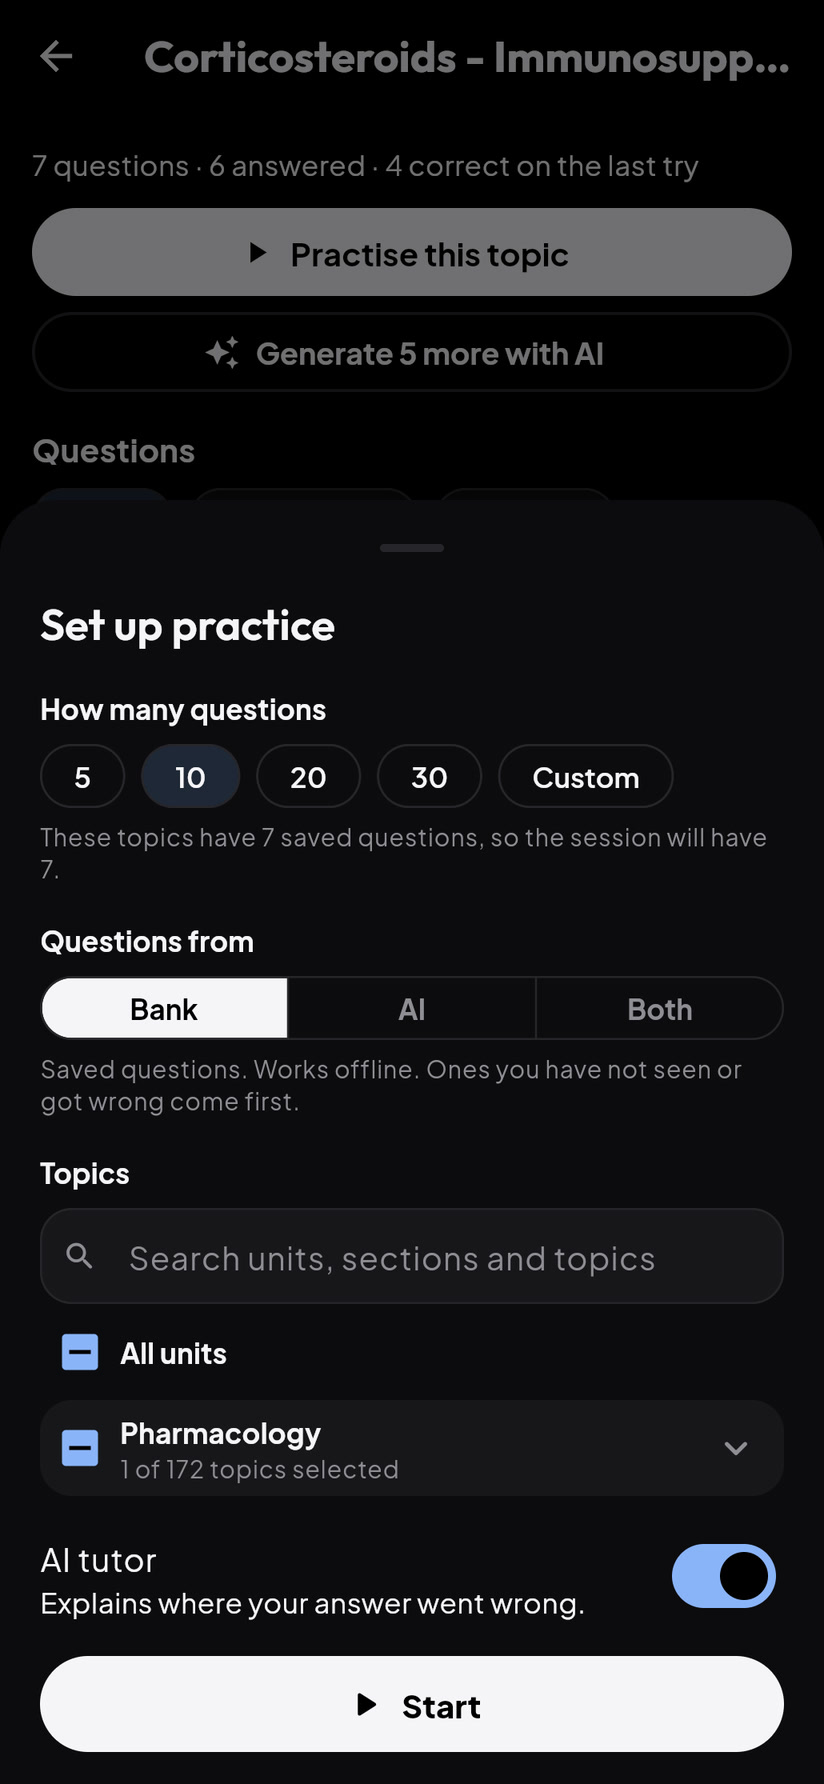 Corticosteroids - Immunosupp...
7 questions · 6 answered · 4 correct on the last try
Practise this topic
Generate 5 more with AI
Questions
Set up practice
How many questions
5 10 20 30 Custom
These topics have 7 saved questions, so the session will have
7.
Questions from
Bank AI Both
Saved questions. Works offline. Ones you have not seen or
got wrong come first.
Topics
Search units, sections and topics
All units
Pharmacology
1 of 172 topics selected
AI tutor
Explains where your answer went wrong.
Start